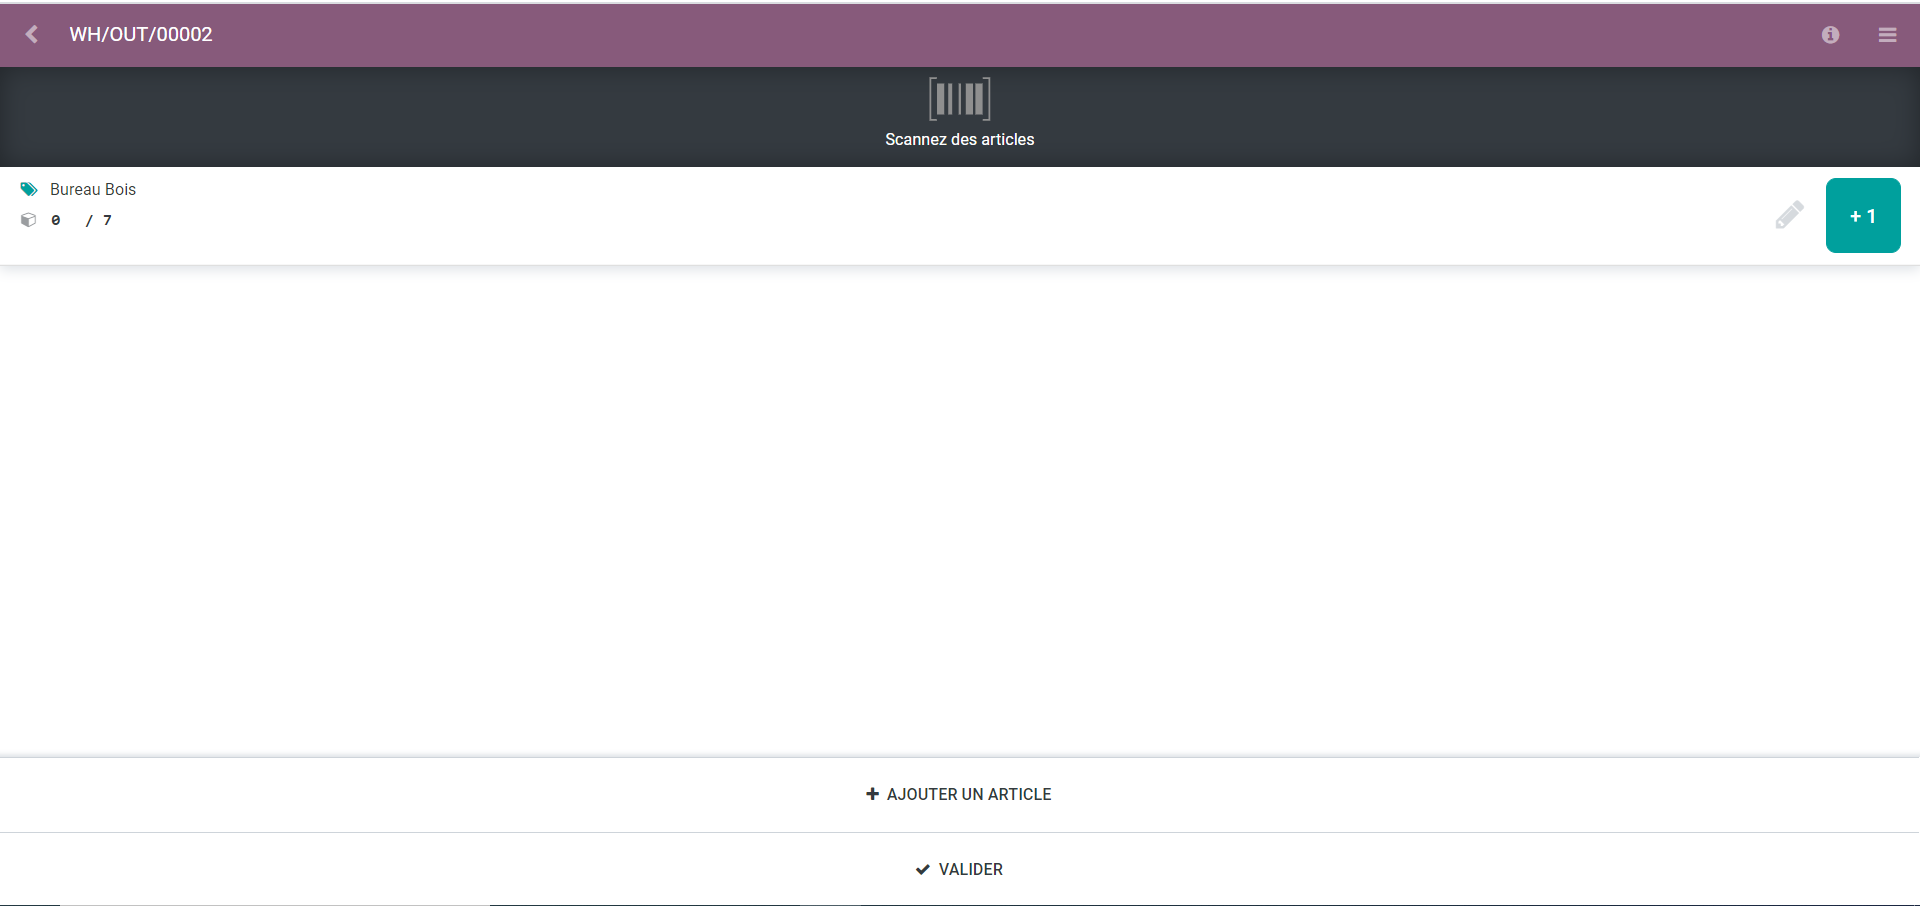 WH/OUT/00002
Scannez des articles
Bureau Bois
0 / 7
+ 1
AJOUTER UN ARTICLE
VALIDER